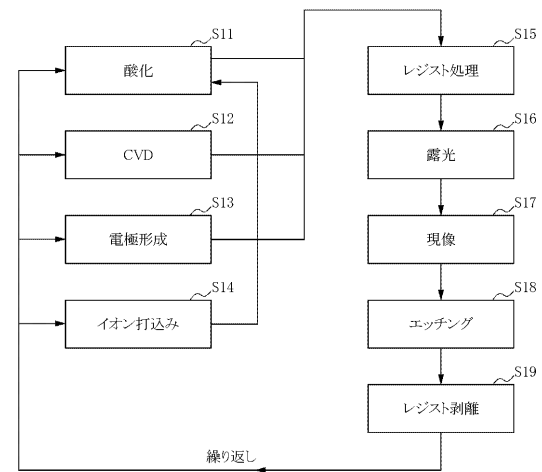 S11
酸化
S12
CVD
S13
電極形成
S14
イオン打込み
S15
レジスト処理
S16
露光
S17
現像
S18
エッチング
S19
レジスト剥離
繰り返し